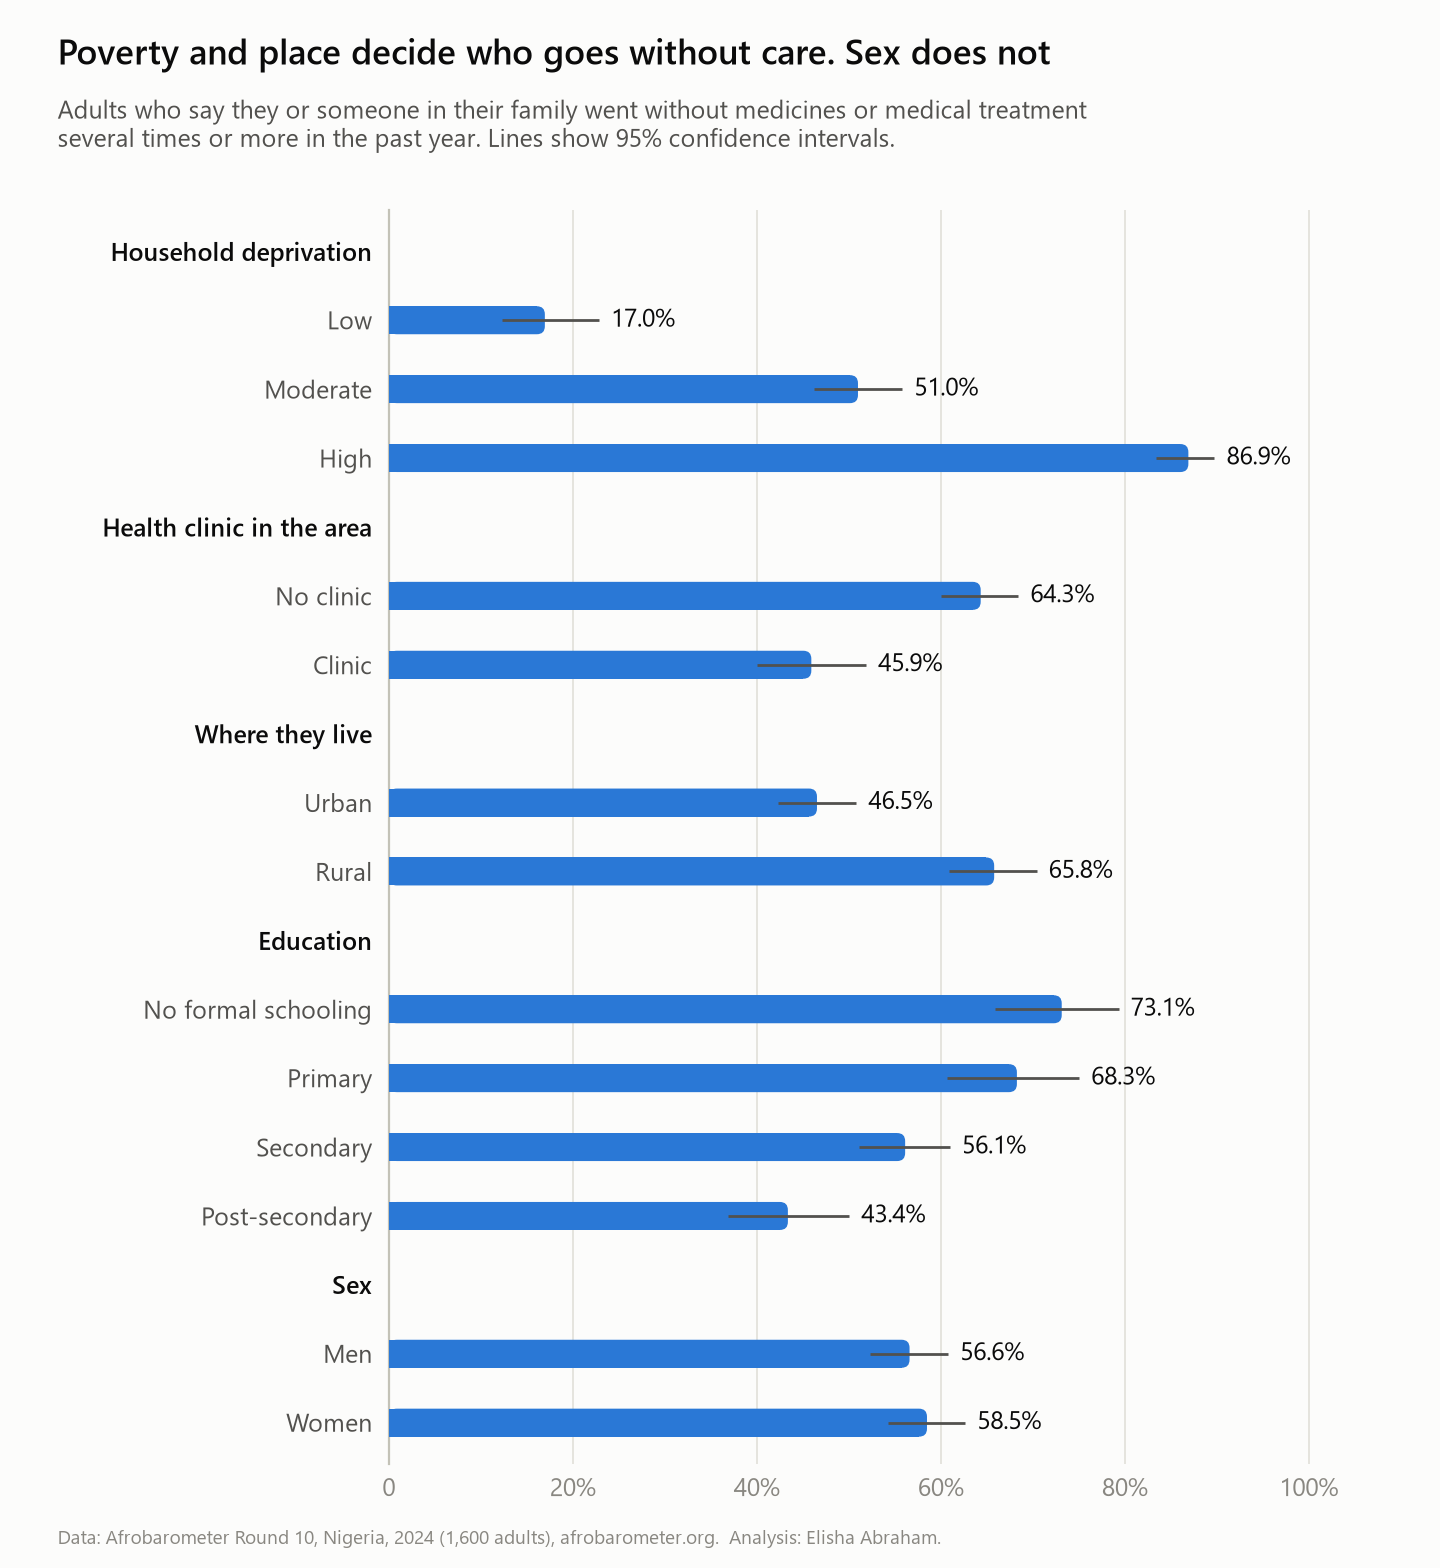 Poverty and place decide who goes without care. Sex does not
Adults who say they or someone in their family went without medicines or medical treatment
several times or more in the past year. Lines show 95% confidence intervals.
Household deprivation
Low 17.0%
Moderate 51.0%
High 86.9%
Health clinic in the area
No clinic 64.3%
Clinic 45.9%
Where they live
Urban 46.5%
Rural 65.8%
Education
No formal schooling 73.1%
Primary 68.3%
Secondary 56.1%
Post-secondary 43.4%
Sex
Men 56.6%
Women 58.5%
0 20% 40% 60% 80% 100%
Data: Afrobarometer Round 10, Nigeria, 2024 (1,600 adults), afrobarometer.org. Analysis: Elisha Abraham.